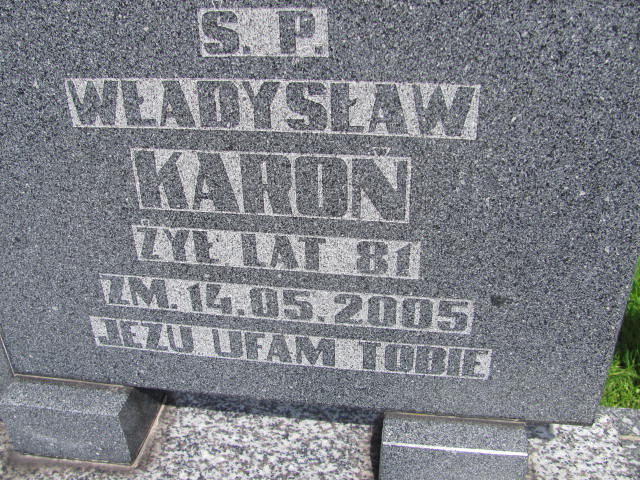 Ś. P.
WŁADYSŁAW
KAROŃ
ŻYŁ LAT 81
ZM. 14.05.2005
JEZU UFAM TOBIE